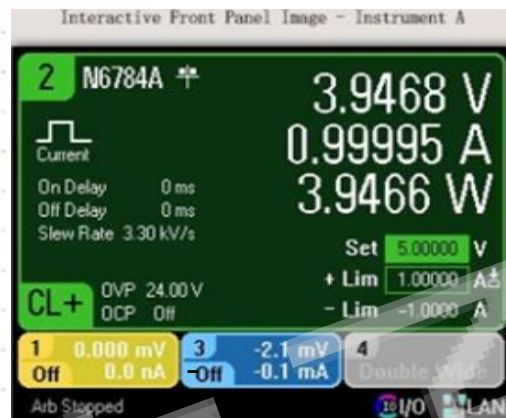 Interactive Front Panel Image - Instrument A
2 N6784A
3.9468 V
0.99995 A
3.9466 W
Current
On Delay 0 ms
Off Delay 0 ms
Slew Rate 3.30 kV/s
Set 5.00000 V
+ Lim 1.00000 A
- Lim -1.0000 A
CL+ OVP 24.00 V
OCP Off
1 0.000 mV 3 -2.1 mV 4
Off 0.0 nA Off -0.1 mA Double Wide
Arb Stopped IO I/O LAN